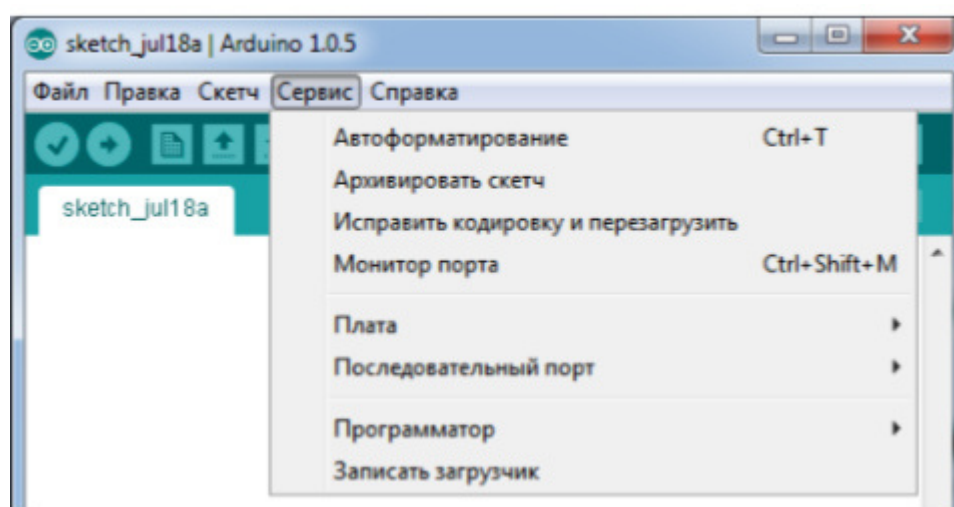 sketch_jul18a | Arduino 1.0.5
Файл Правка Скетч Сервис Справка
Автоформатирование Ctrl+T
Архивировать скетч
sketch_jul18a
Исправить кодировку и перезагрузить
Монитор порта Ctrl+Shift+M
Плата
Последовательный порт
Программатор
Записать загрузчик